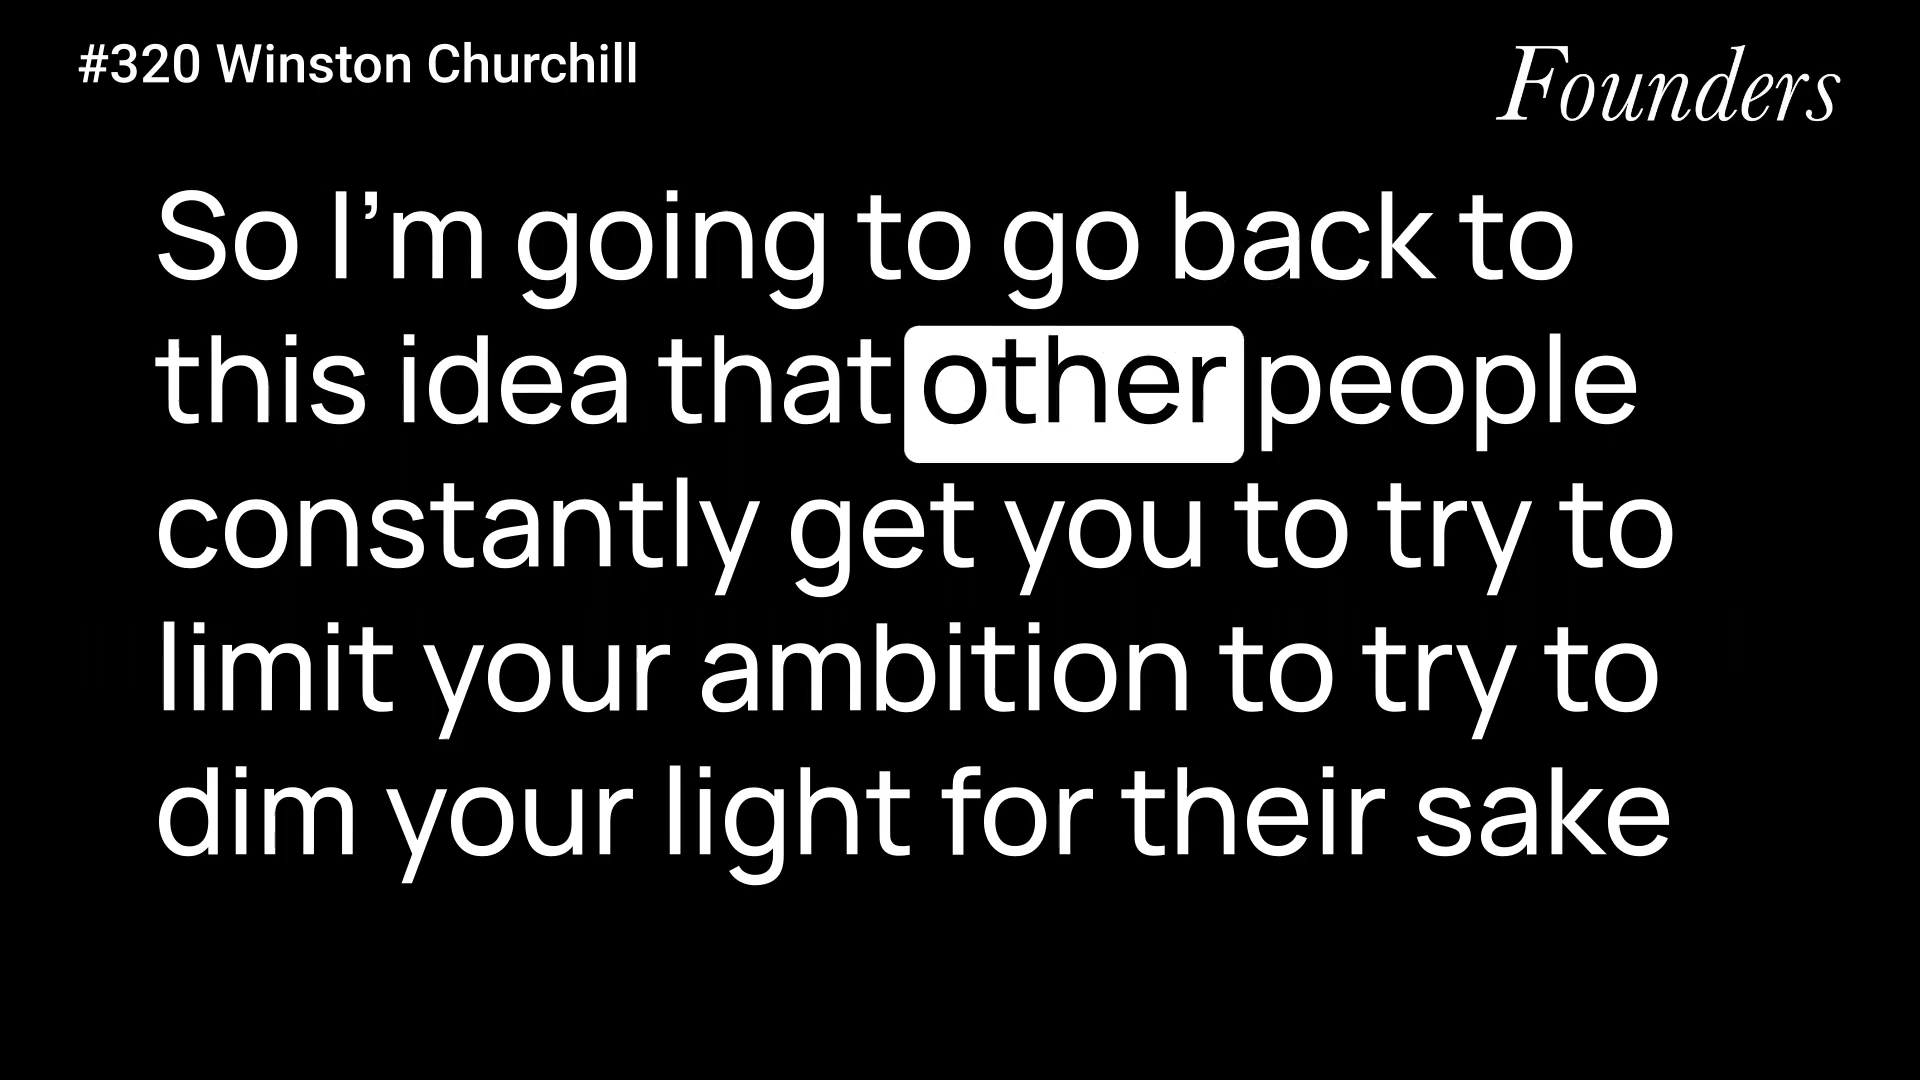 #320 Winston Churchill
Founders
So I’m going to go back to
this idea that other people
constantly get you to try to
limit your ambition to try to
dim your light for their sake